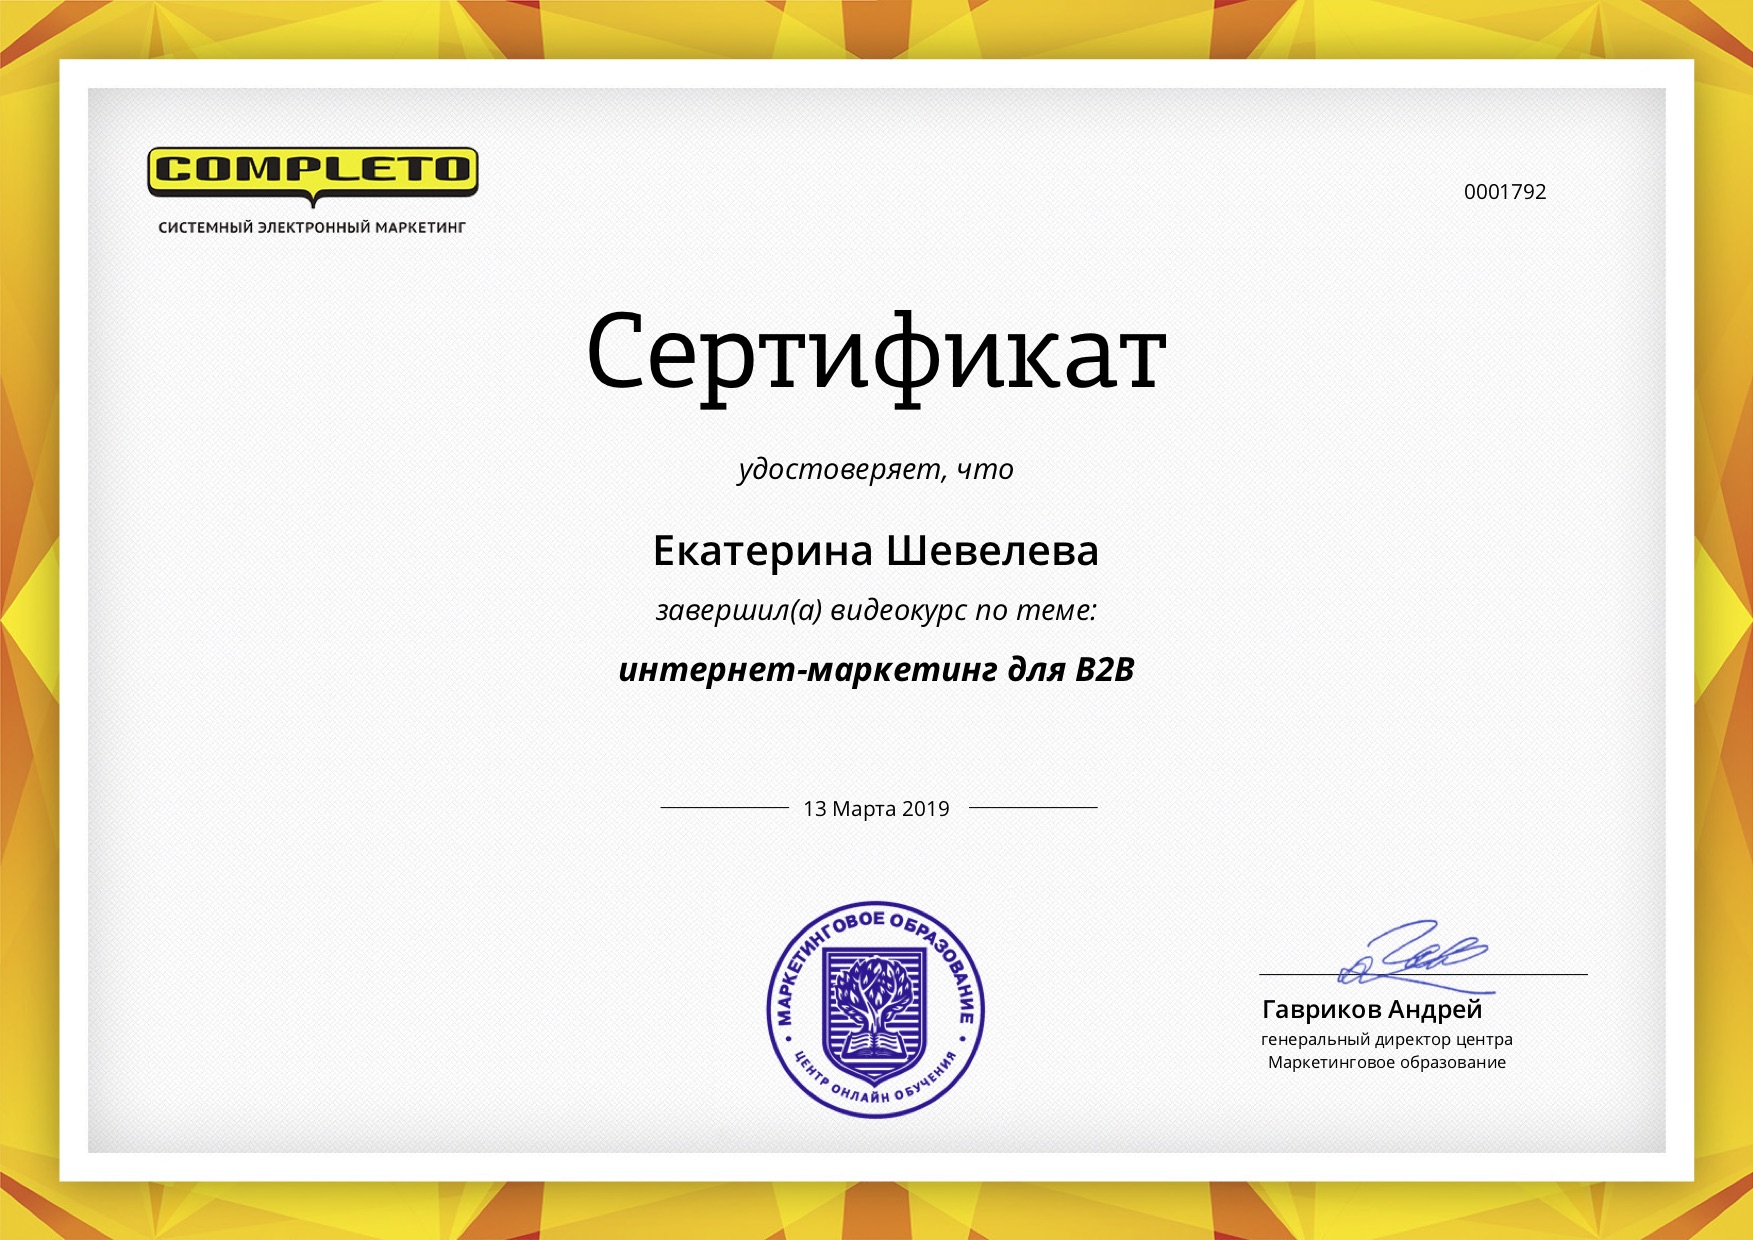 COMPLETO
СИСТЕМНЫЙ ЭЛЕКТРОННЫЙ МАРКЕТИНГ
0001792
Сертификат
удостоверяет, что
Екатерина Шевелева
завершил(а) видеокурс по теме:
интернет-маркетинг для B2B
13 Марта 2019
МАРКЕТИНГОВОЕ ОБРАЗОВАНИЕ
• ЦЕНТР ОНЛАЙН ОБУЧЕНИЯ •
Гавриков Андрей
генеральный директор центра
Маркетинговое образование